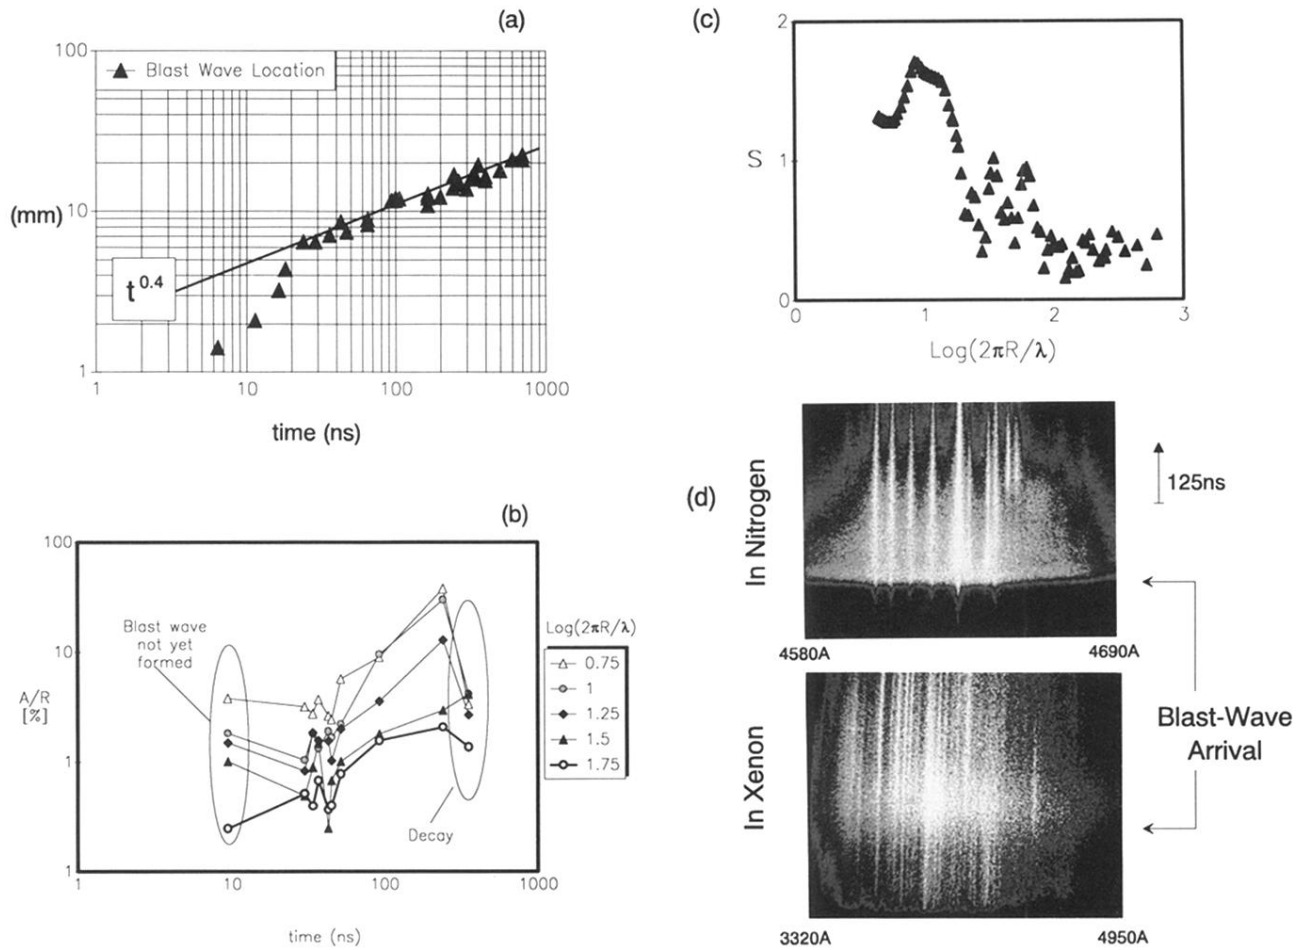 (a)
100
Blast Wave Location
(mm)
10
t^0.4
1
1
10
100
1000
time (ns)
(b)
100
Blast wave
not yet
formed
10
A/R
[%]
1
1
Decay
Log(2πR/λ)
0.75
1
1.25
1.5
1.75
1
10
100
1000
time (ns)
(c)
2
S
1
0
0
1
2
3
Log(2πR/λ)
(d)
In Nitrogen
125ns
4580A
4690A
Blast-Wave
Arrival
In Xenon
3320A
4950A